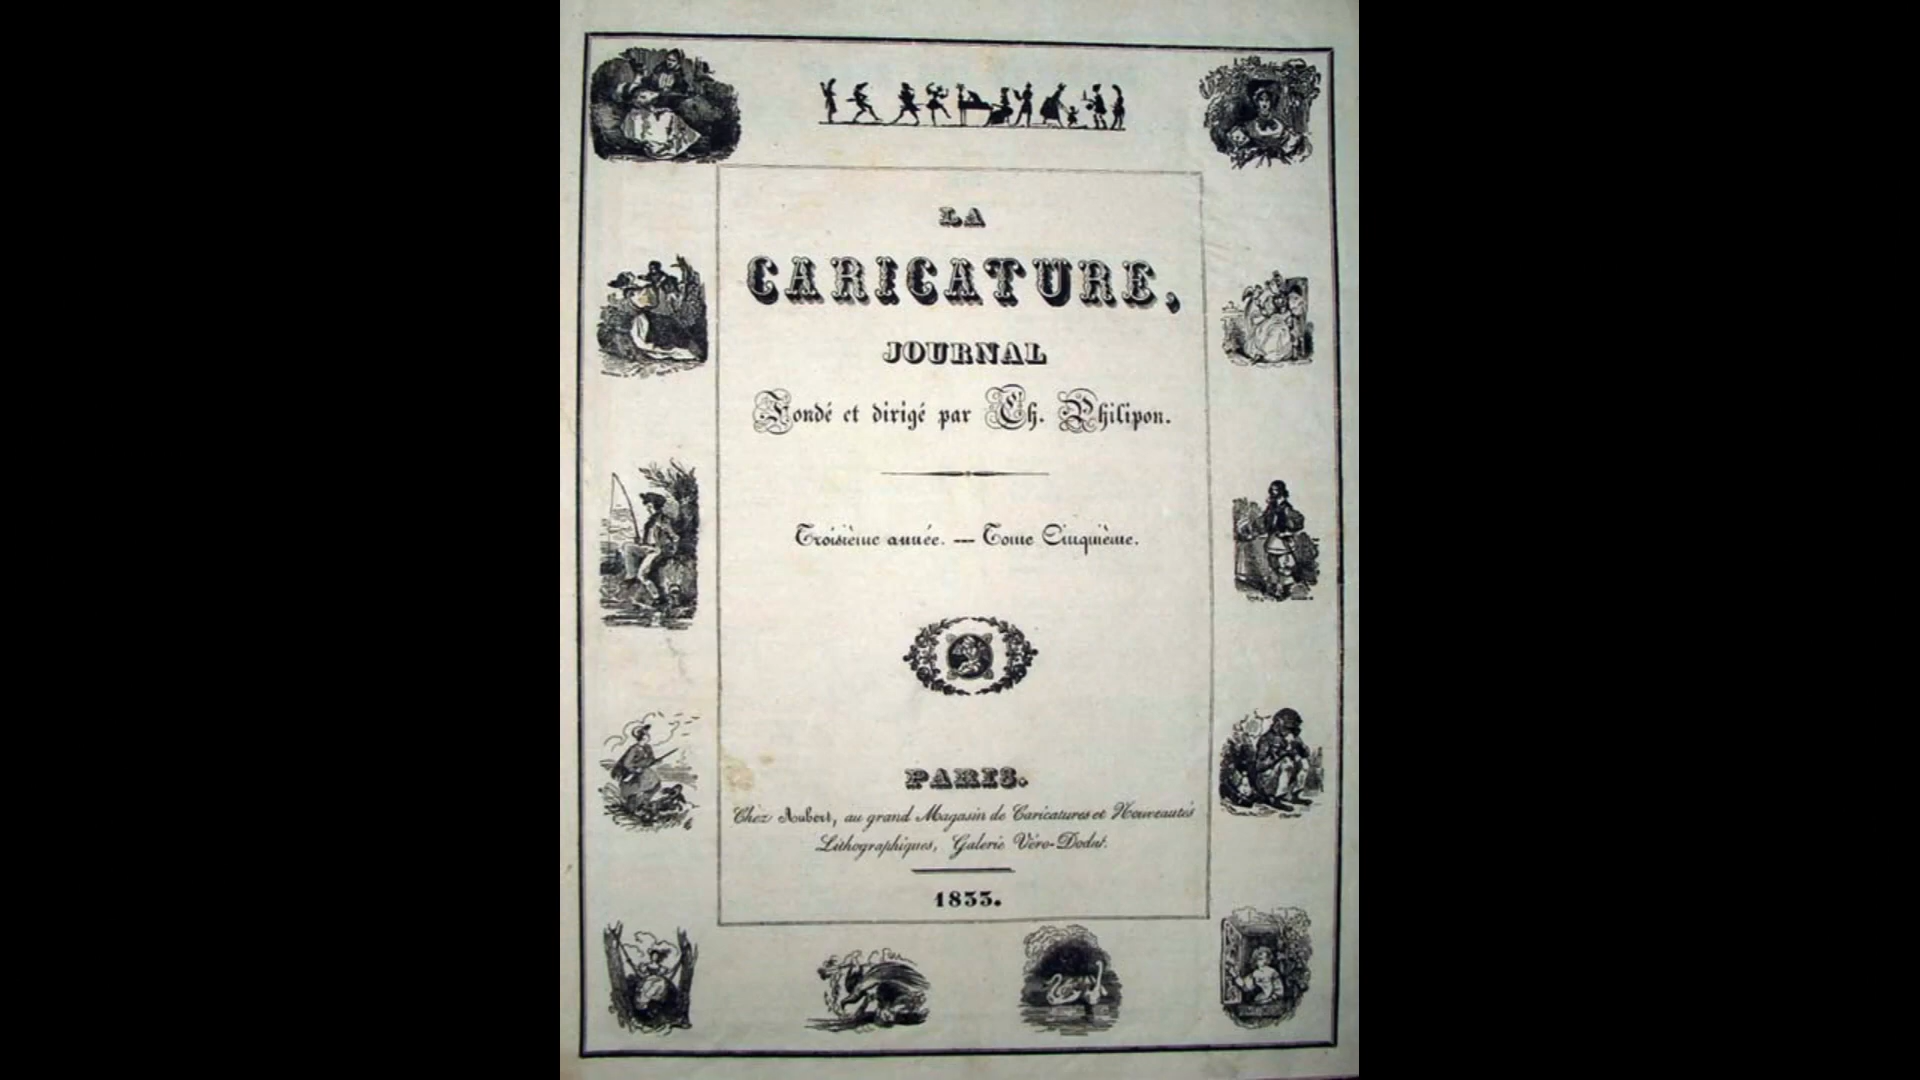 LA
CARICATURE,
JOURNAL
Fondé et dirigé par Ch. Philipon.
Troisième année. — Tome Cinquième.
PARIS.
Chez Aubert, au grand Magasin de Caricatures et Nouveautés
Lithographiques, Galerie Véro-Dodat.
1833.